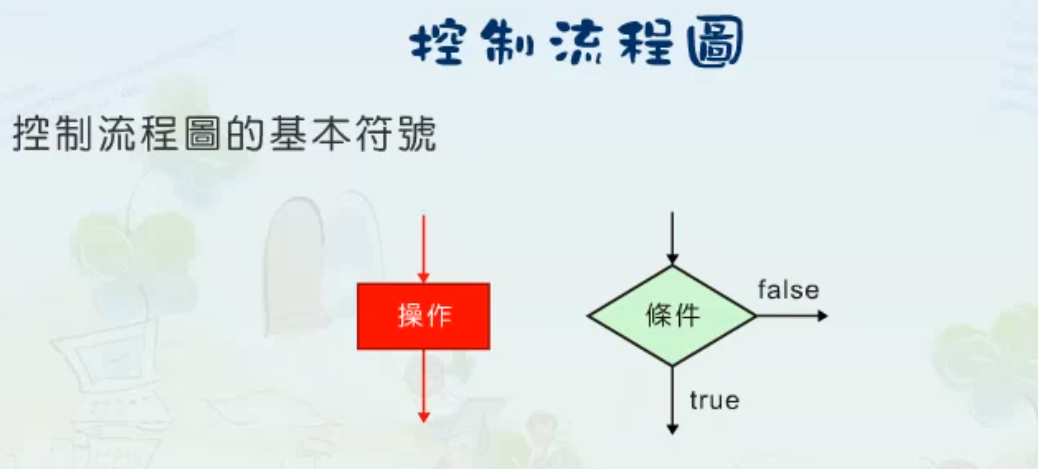 控制流程圖
控制流程圖的基本符號
操作
條件
false
true